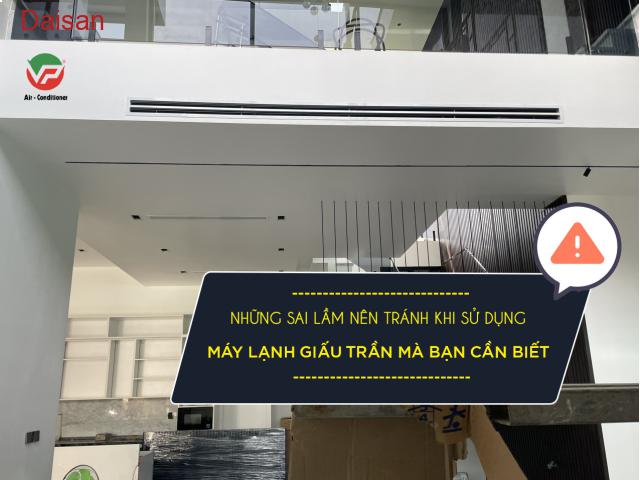 Daisan
VP
Air - Conditioner
NHỮNG SAI LẦM NÊN TRÁNH KHI SỬ DỤNG
MÁY LẠNH GIẤU TRẦN MÀ BẠN CẦN BIẾT